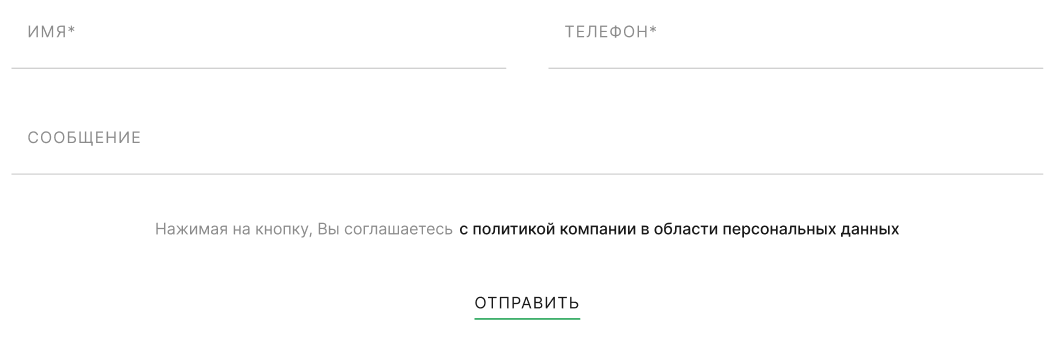 ИМЯ*
ТЕЛЕФОН*
СООБЩЕНИЕ
Нажимая на кнопку, Вы соглашаетесь с политикой компании в области персональных данных
ОТПРАВИТЬ